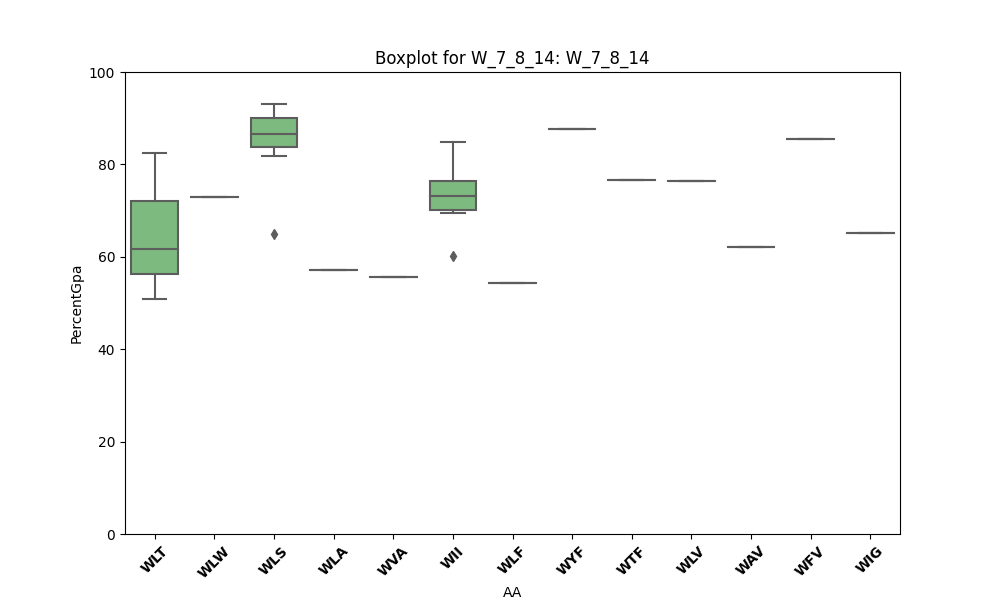 Boxplot for W_7_8_14: W_7_8_14
PercentGpa
100
80
60
40
20
0
WLT WLW WLS WLA WVA WII WLF WYF WTF WLV WAV WFV WIG
AA